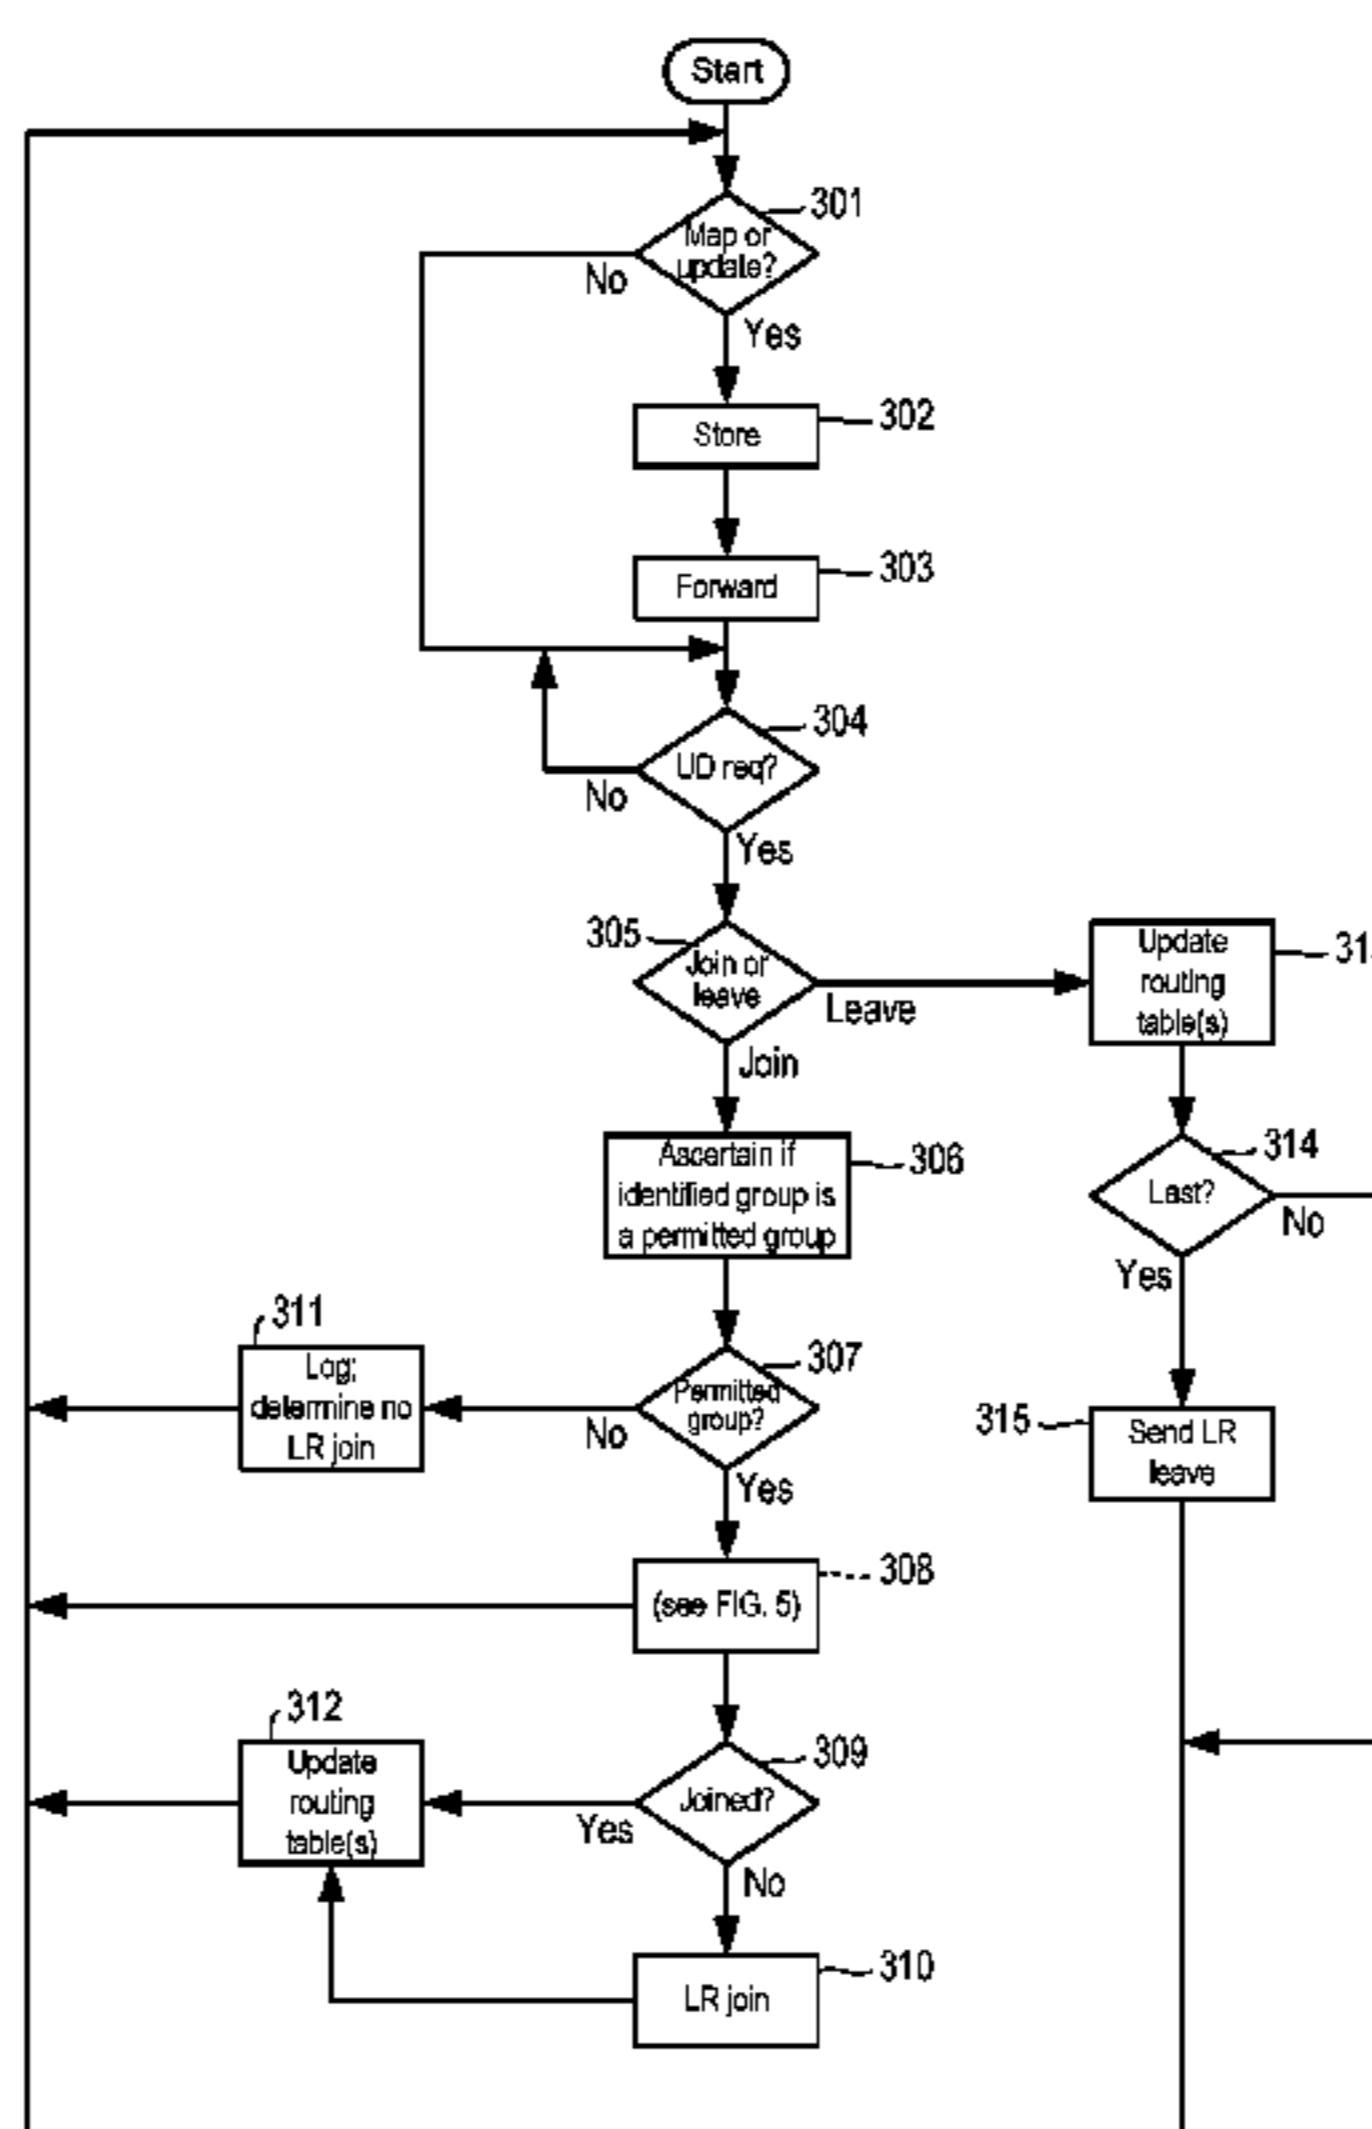 Start
301
Map or
update?
No
Yes
302
Store
303
Forward
304
UD req?
No
Yes
305
Join or
leave
Leave
Join
Update
routing
table(s)
306
Ascertain if
identified group is
a permitted group
314
Last?
No
Yes
311
Log;
determine no
LR join
307
Permitted
group?
No
Yes
315
Send LR
leave
308
(see FIG. 5)
312
Update
routing
table(s)
309
Joined?
Yes
No
310
LR join